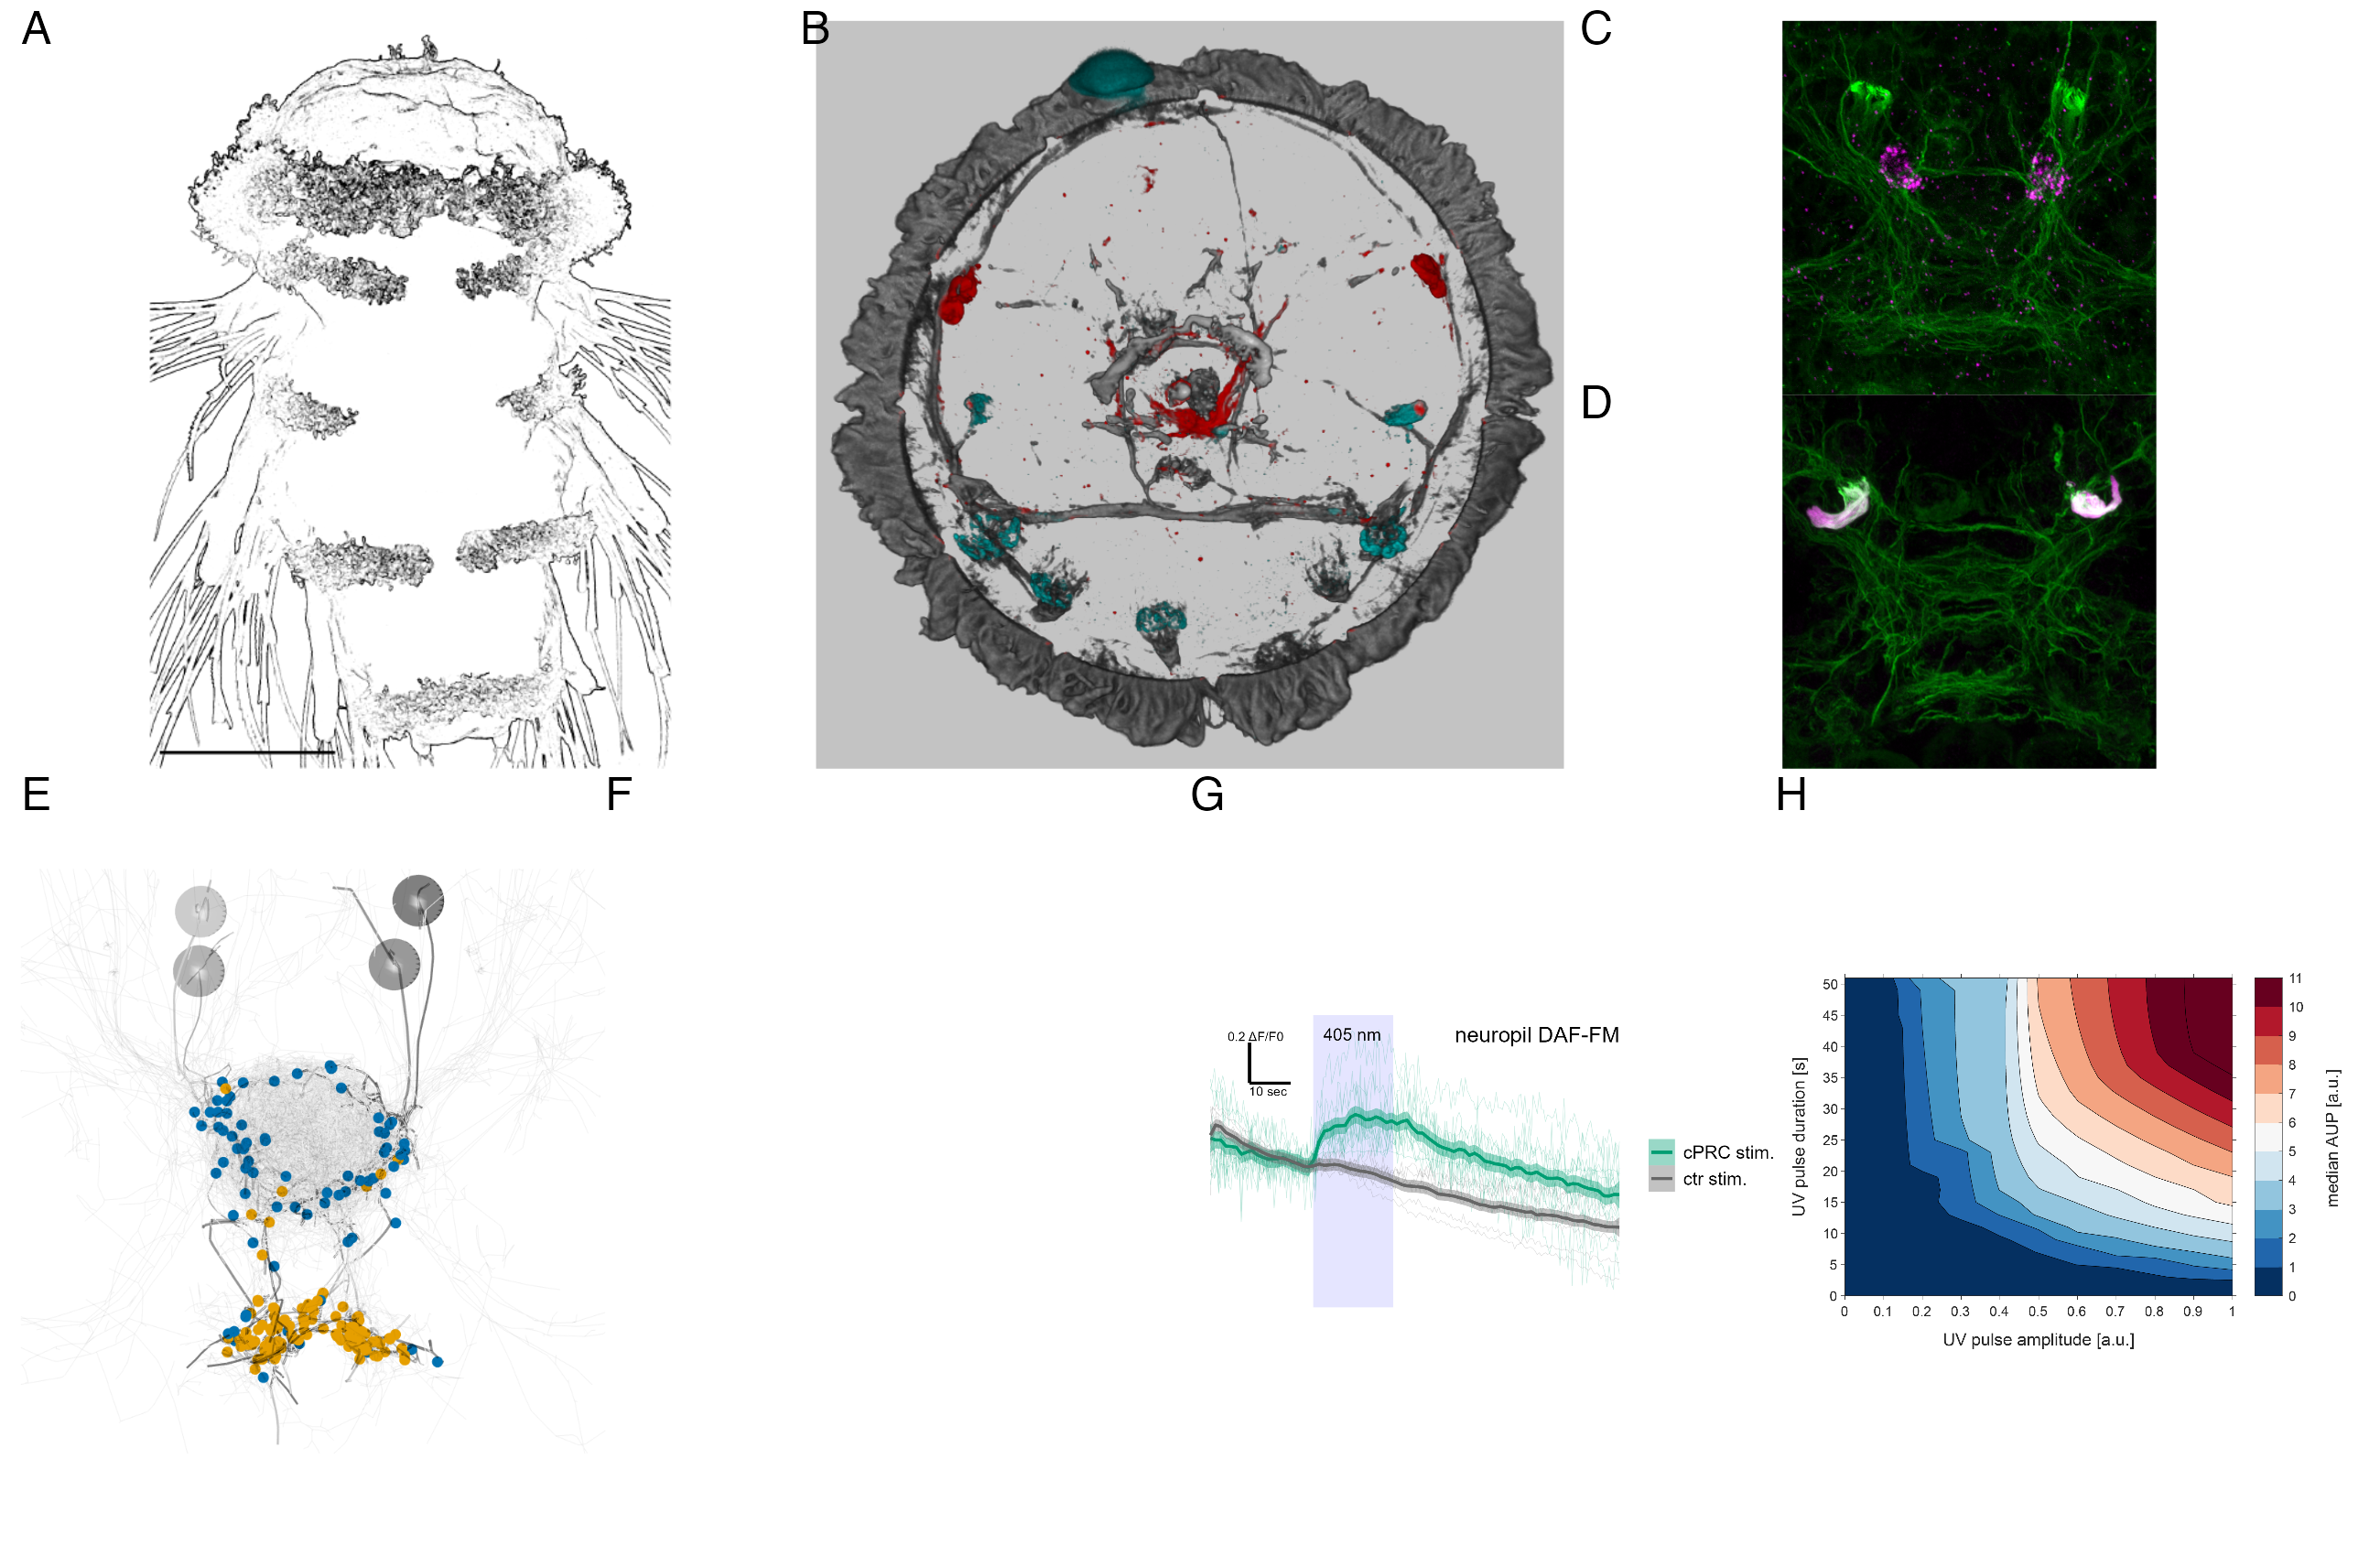 A
B
C
D
E
F
G
H
0.2 ΔF/F0
10 sec
405 nm
neuropil DAF-FM
cPRC stim.
ctr stim.
UV pulse duration [s]
50
45
40
35
30
25
20
15
10
5
0
0 0.1 0.2 0.3 0.4 0.5 0.6 0.7 0.8 0.9 1
UV pulse amplitude [a.u.]
11
10
9
8
7
6
5
4
3
2
1
0
median AUP [a.u.]